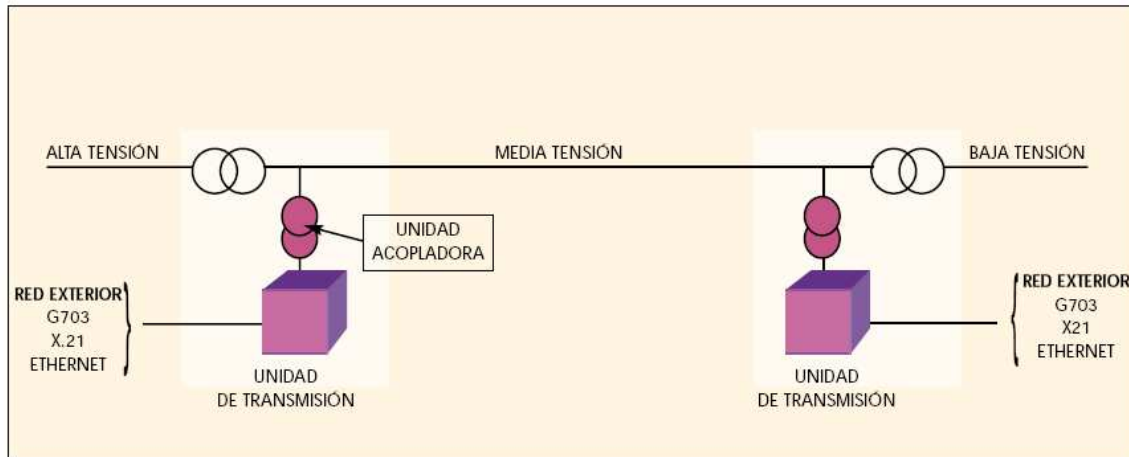 ALTA TENSIÓN
MEDIA TENSIÓN
BAJA TENSIÓN
UNIDAD
ACOPLADORA
RED EXTERIOR
G703
X.21
ETHERNET
UNIDAD
DE TRANSMISIÓN
UNIDAD
DE TRANSMISIÓN
RED EXTERIOR
G703
X21
ETHERNET